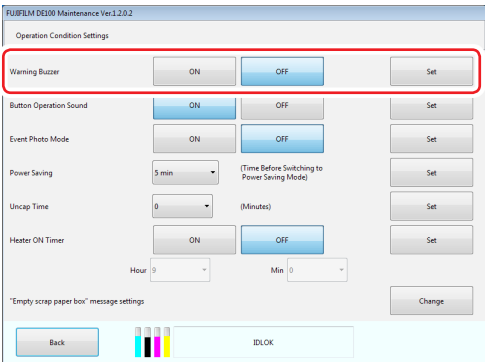 FUJIFILM DE100 Maintenance Ver.1.2.0.2
Operation Condition Settings
Warning Buzzer ON OFF Set
Button Operation Sound ON OFF Set
Event Photo Mode ON OFF Set
Power Saving 5 min (Time Before Switching to Power Saving Mode) Set
Uncap Time 0 (Minutes) Set
Heater ON Timer ON OFF Set
Hour 9 Min 0
"Empty scrap paper box" message settings Change
Back IDLOK